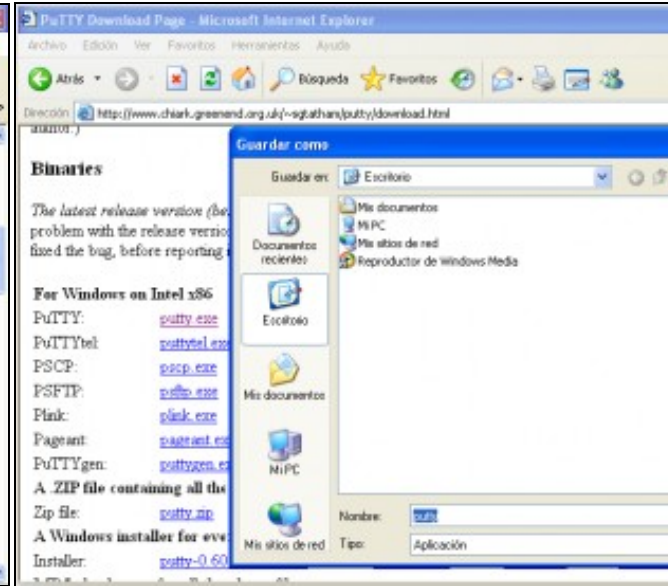 PuTTY Download Page - Microsoft Internet Explorer
Archivo Edición Ver Favoritos Herramientas Ayuda
Atrás Búsqueda Favoritos
Dirección http://www.chiark.greenend.org.uk/~sgtatham/putty/download.html
author.)
Binaries
The latest release version (be
problem with the release versio
fixed the bug, before reporting i
For Windows on Intel x86
PuTTY: putty.exe
PuTTYtel: puttytel.exe
PSCP: pscp.exe
PSFTP: psftp.exe
Plink: plink.exe
Pageant: pageant.ex
PuTTYgen: puttygen.ex
A .ZIP file containing all the
Zip file: putty.zip
A Windows installer for eve
Installer: putty-0.60
Guardar como
Guardar en: Escritorio
Documentos recientes
Escritorio
Mis documentos
Mi PC
Mis sitios de red
Mis documentos
Mi PC
Mis sitios de red
Reproductor de Windows Media
Nombre: putty
Tipo: Aplicación